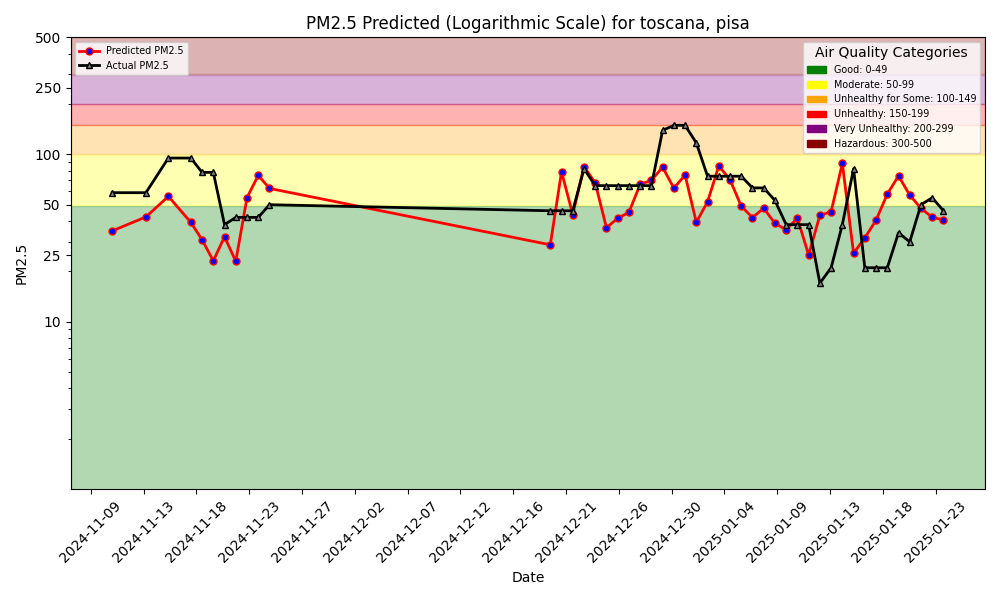 PM2.5 Predicted (Logarithmic Scale) for toscana, pisa
500
250
100
50
25
10
PM2.5
Predicted PM2.5
Actual PM2.5
Air Quality Categories
Good: 0-49
Moderate: 50-99
Unhealthy for Some: 100-149
Unhealthy: 150-199
Very Unhealthy: 200-299
Hazardous: 300-500
2024-11-09
2024-11-13
2024-11-18
2024-11-23
2024-11-27
2024-12-02
2024-12-07
2024-12-12
2024-12-16
2024-12-21
2024-12-26
2024-12-30
2025-01-04
2025-01-09
2025-01-13
2025-01-18
2025-01-23
Date